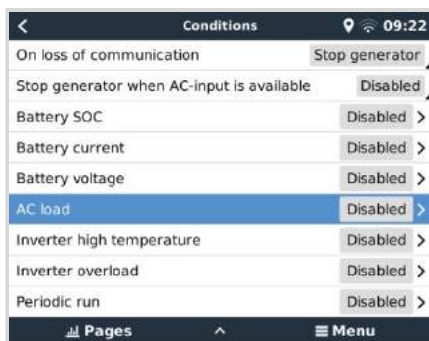 Conditions 09:22
On loss of communication Stop generator
Stop generator when AC-input is available Disabled
Battery SOC Disabled
Battery current Disabled
Battery voltage Disabled
AC load Disabled
Inverter high temperature Disabled
Inverter overload Disabled
Periodic run Disabled
Pages Menu